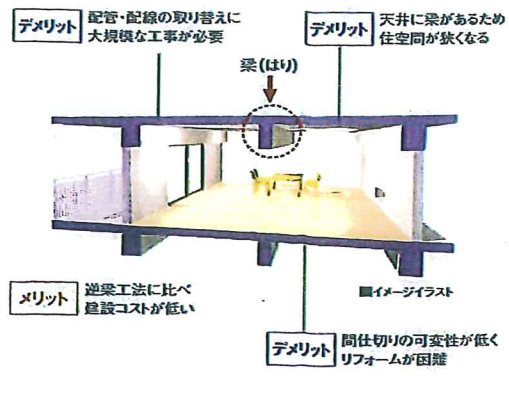 デメリット 配管・配線の取り替えに
大規模な工事が必要
デメリット 天井に梁があるため
住空間が狭くなる
梁(はり)
メリット 逆梁工法に比べ
建設コストが低い
■イメージイラスト
デメリット 間仕切りの可変性が低く
リフォームが困難